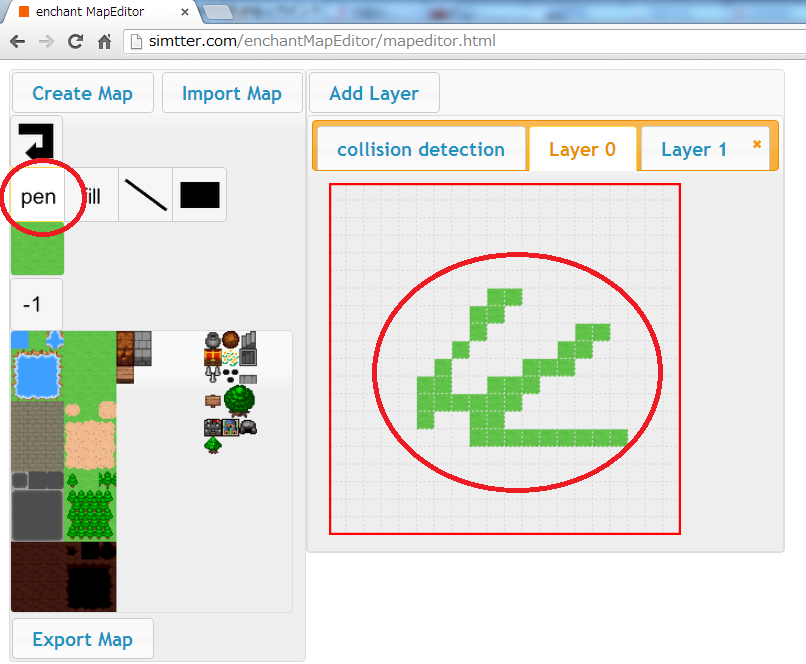 enchant MapEditor
simtter.com/enchantMapEditor/mapeditor.html
Create Map Import Map Add Layer
collision detection Layer 0 Layer 1
pen ill
-1
Export Map